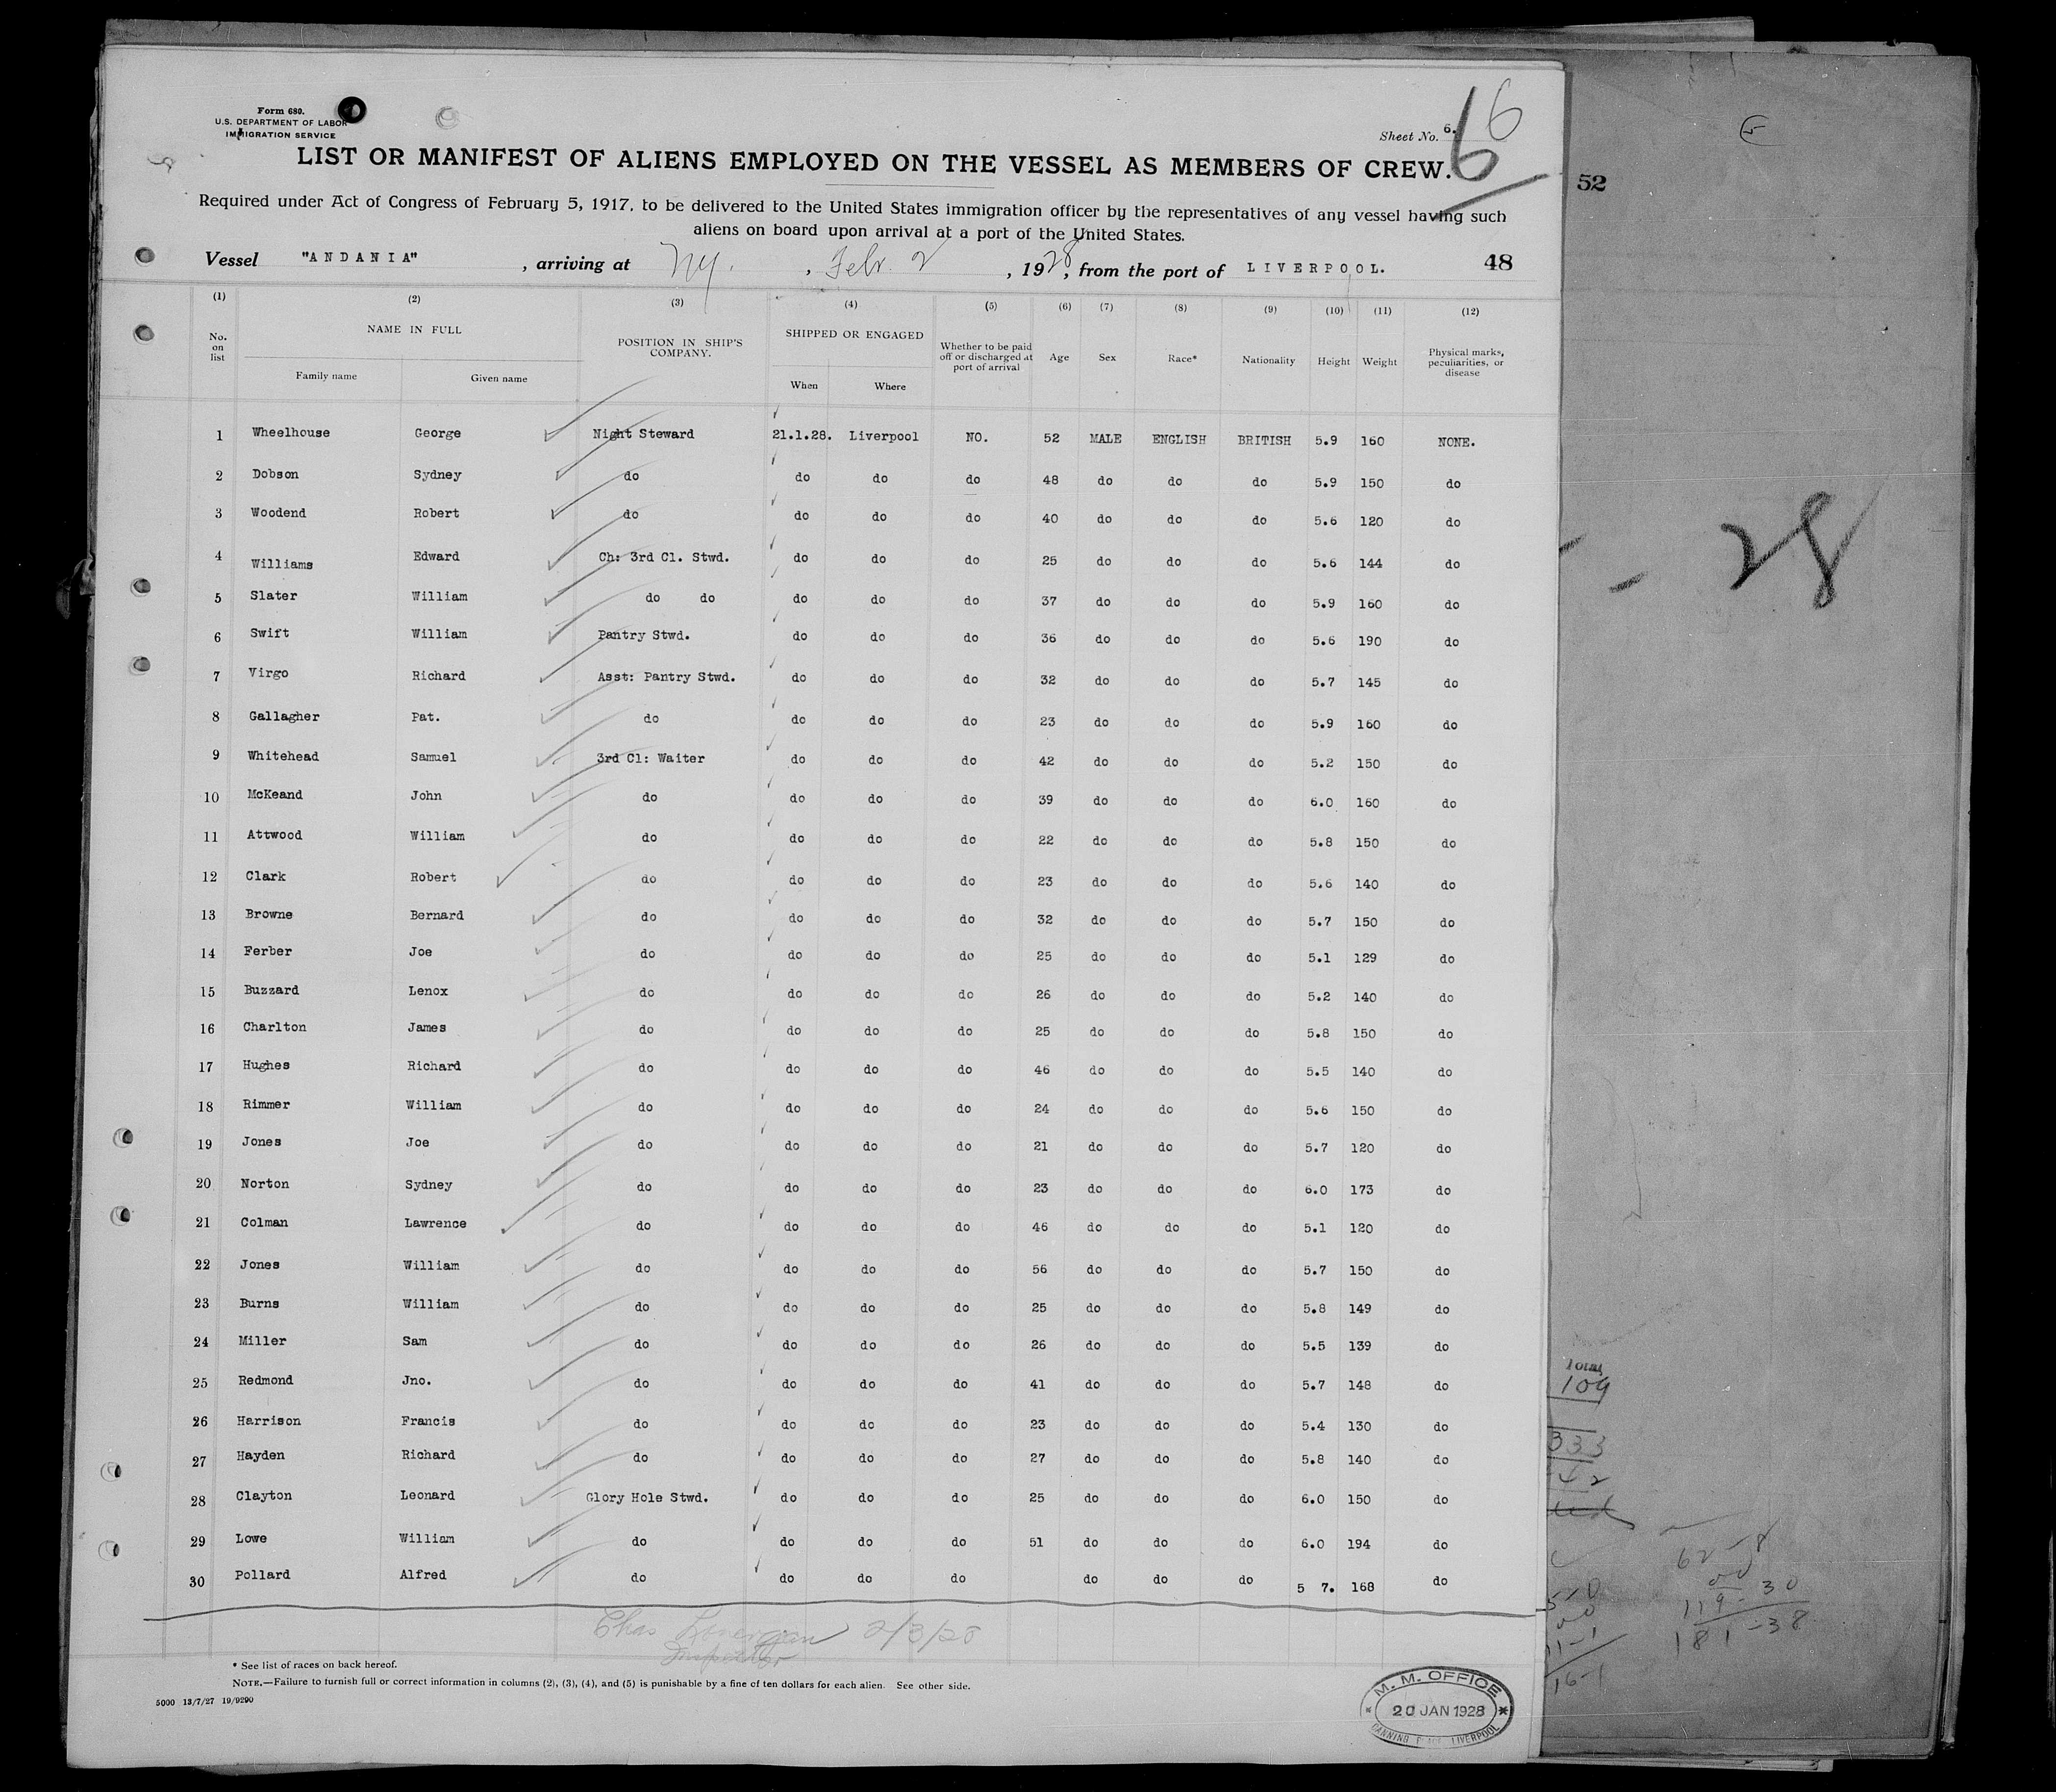 Form 680.
U.S. DEPARTMENT OF LABOR
IMMIGRATION SERVICE
Sheet No. 6.
6
6
LIST OR MANIFEST OF ALIENS EMPLOYED ON THE VESSEL AS MEMBERS OF CREW.
Required under Act of Congress of February 5, 1917, to be delivered to the United States immigration officer by the representatives of any vessel having such
aliens on board upon arrival at a port of the United States.
Vessel "ANDANIA" , arriving at NY. , Febr. 2 , 1928, from the port of LIVERPOOL. 48
(1) (2) (3) (4) (5) (6) (7) (8) (9) (10) (11) (12)
No. on list NAME IN FULL POSITION IN SHIP'S COMPANY. SHIPPED OR ENGAGED Whether to be paid off or discharged at port of arrival Age Sex Race* Nationality Height Weight Physical marks, peculiarities, or disease
Family name Given name When Where
1 Wheelhouse George Night Steward 21.1.28. Liverpool NO. 52 MALE ENGLISH BRITISH 5.9 160 NONE.
2 Dobson Sydney do do do do 48 do do do 5.9 150 do
3 Woodend Robert do do do do 40 do do do 5.6 120 do
4 Williams Edward Ch: 3rd Cl. Stwd. do do do 25 do do do 5.6 144 do
5 Slater William do do do do do 37 do do do 5.9 160 do
6 Swift William Pantry Stwd. do do do 36 do do do 5.6 190 do
7 Virgo Richard Asst: Pantry Stwd. do do do 32 do do do 5.7 145 do
8 Gallagher Pat. do do do do 23 do do do 5.9 160 do
9 Whitehead Samuel 3rd Cl: Waiter do do do 42 do do do 5.2 150 do
10 McKeand John do do do do 39 do do do 6.0 160 do
11 Attwood William do do do do 22 do do do 5.8 150 do
12 Clark Robert do do do do 23 do do do 5.6 140 do
13 Browne Bernard do do do do 32 do do do 5.7 150 do
14 Ferber Joe do do do do 25 do do do 5.1 129 do
15 Buzzard Lenox do do do do 26 do do do 5.2 140 do
16 Charlton James do do do do 25 do do do 5.8 150 do
17 Hughes Richard do do do do 46 do do do 5.5 140 do
18 Rimmer William do do do do 24 do do do 5.6 150 do
19 Jones Joe do do do do 21 do do do 5.7 120 do
20 Norton Sydney do do do do 23 do do do 6.0 173 do
21 Colman Lawrence do do do do 46 do do do 5.1 120 do
22 Jones William do do do do 56 do do do 5.7 150 do
23 Burns William do do do do 25 do do do 5.8 149 do
24 Miller Sam do do do do 26 do do do 5.5 139 do
25 Redmond Jno. do do do do 41 do do do 5.7 148 do
26 Harrison Francis do do do do 23 do do do 5.4 130 do
27 Hayden Richard do do do do 27 do do do 5.8 140 do
28 Clayton Leonard Glory Hole Stwd. do do do 25 do do do 6.0 150 do
29 Lowe William do do do do 51 do do do 6.0 194 do
30 Pollard Alfred do do do do do do do 5 7. 168 do
Chas 2/3/28
Inspector
* See list of races on back hereof.
NOTE.—Failure to furnish full or correct information in columns (2), (3), (4), and (5) is punishable by a fine of ten dollars for each alien. See other side.
5000 13/7/27 19/9290
M. M. OFFICE
20 JAN 1928
CANNING PLACE LIVERPOOL
52
- 28
Total
109
333
42
62-8
119-30
181-38
11-1
16-1